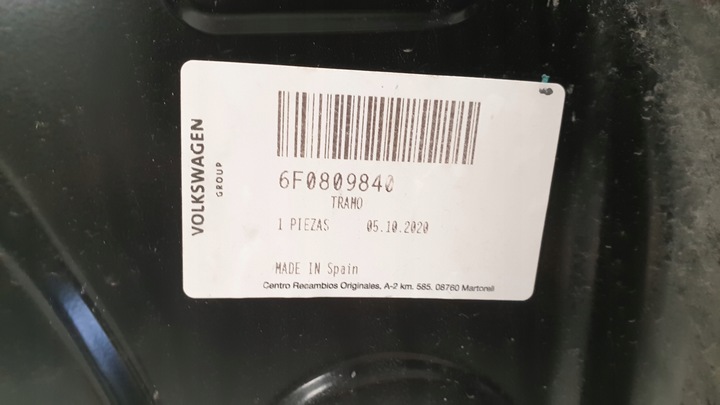 VOLKSWAGEN
GROUP
6F0809840
TRAMO
1 PIEZAS 05.10.2020
MADE IN Spain
Centro Recambios Originales, A-2 km. 585. 08760 Martorell